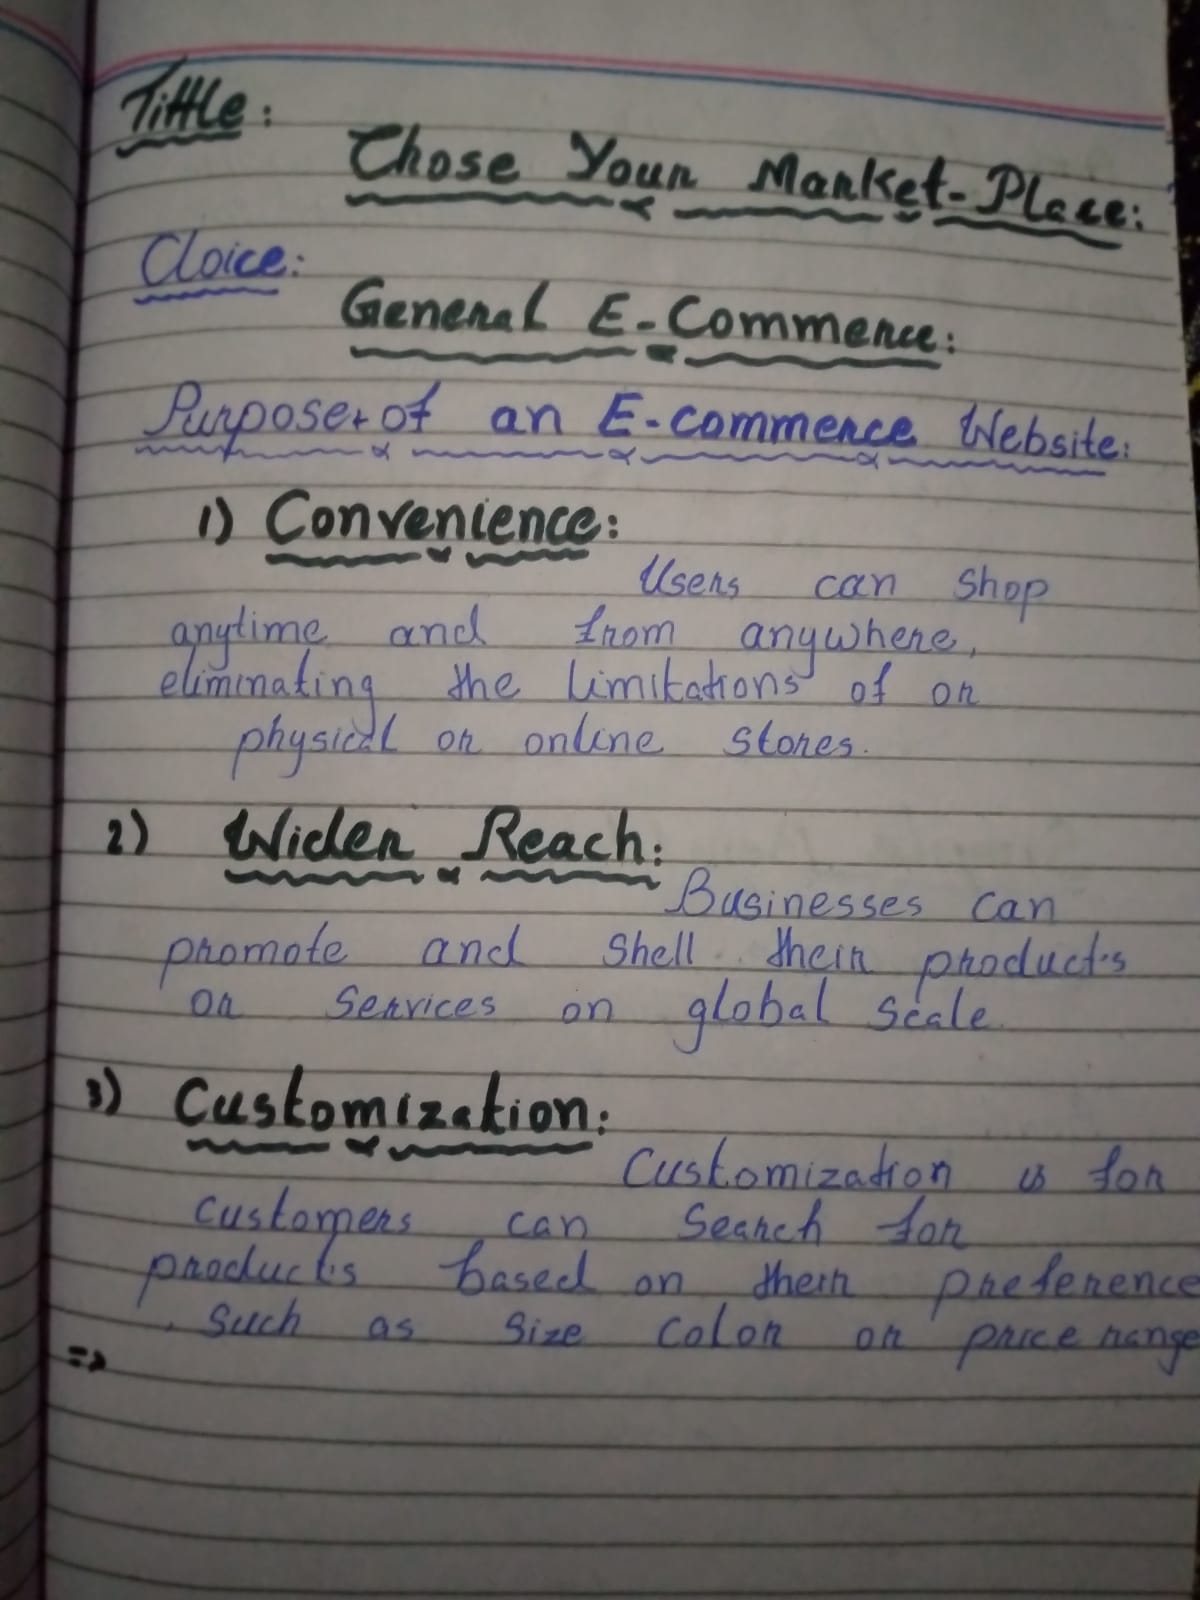 Tittle:
Chose Your Market-Place:
Cloice:
General E-Commerce:
Purpose of an E-commerce Website:
1) Convenience:
Users can shop
anytime and from anywhere,
eliminating the limitations of or
physical or online stores.
2) Wider Reach:
Businesses can
promote and Shell their products
or Services on global Scale
3) Customization:
Customization is for
Customers can Search for
products based on their preference
, Such as Size Color or price range
=>